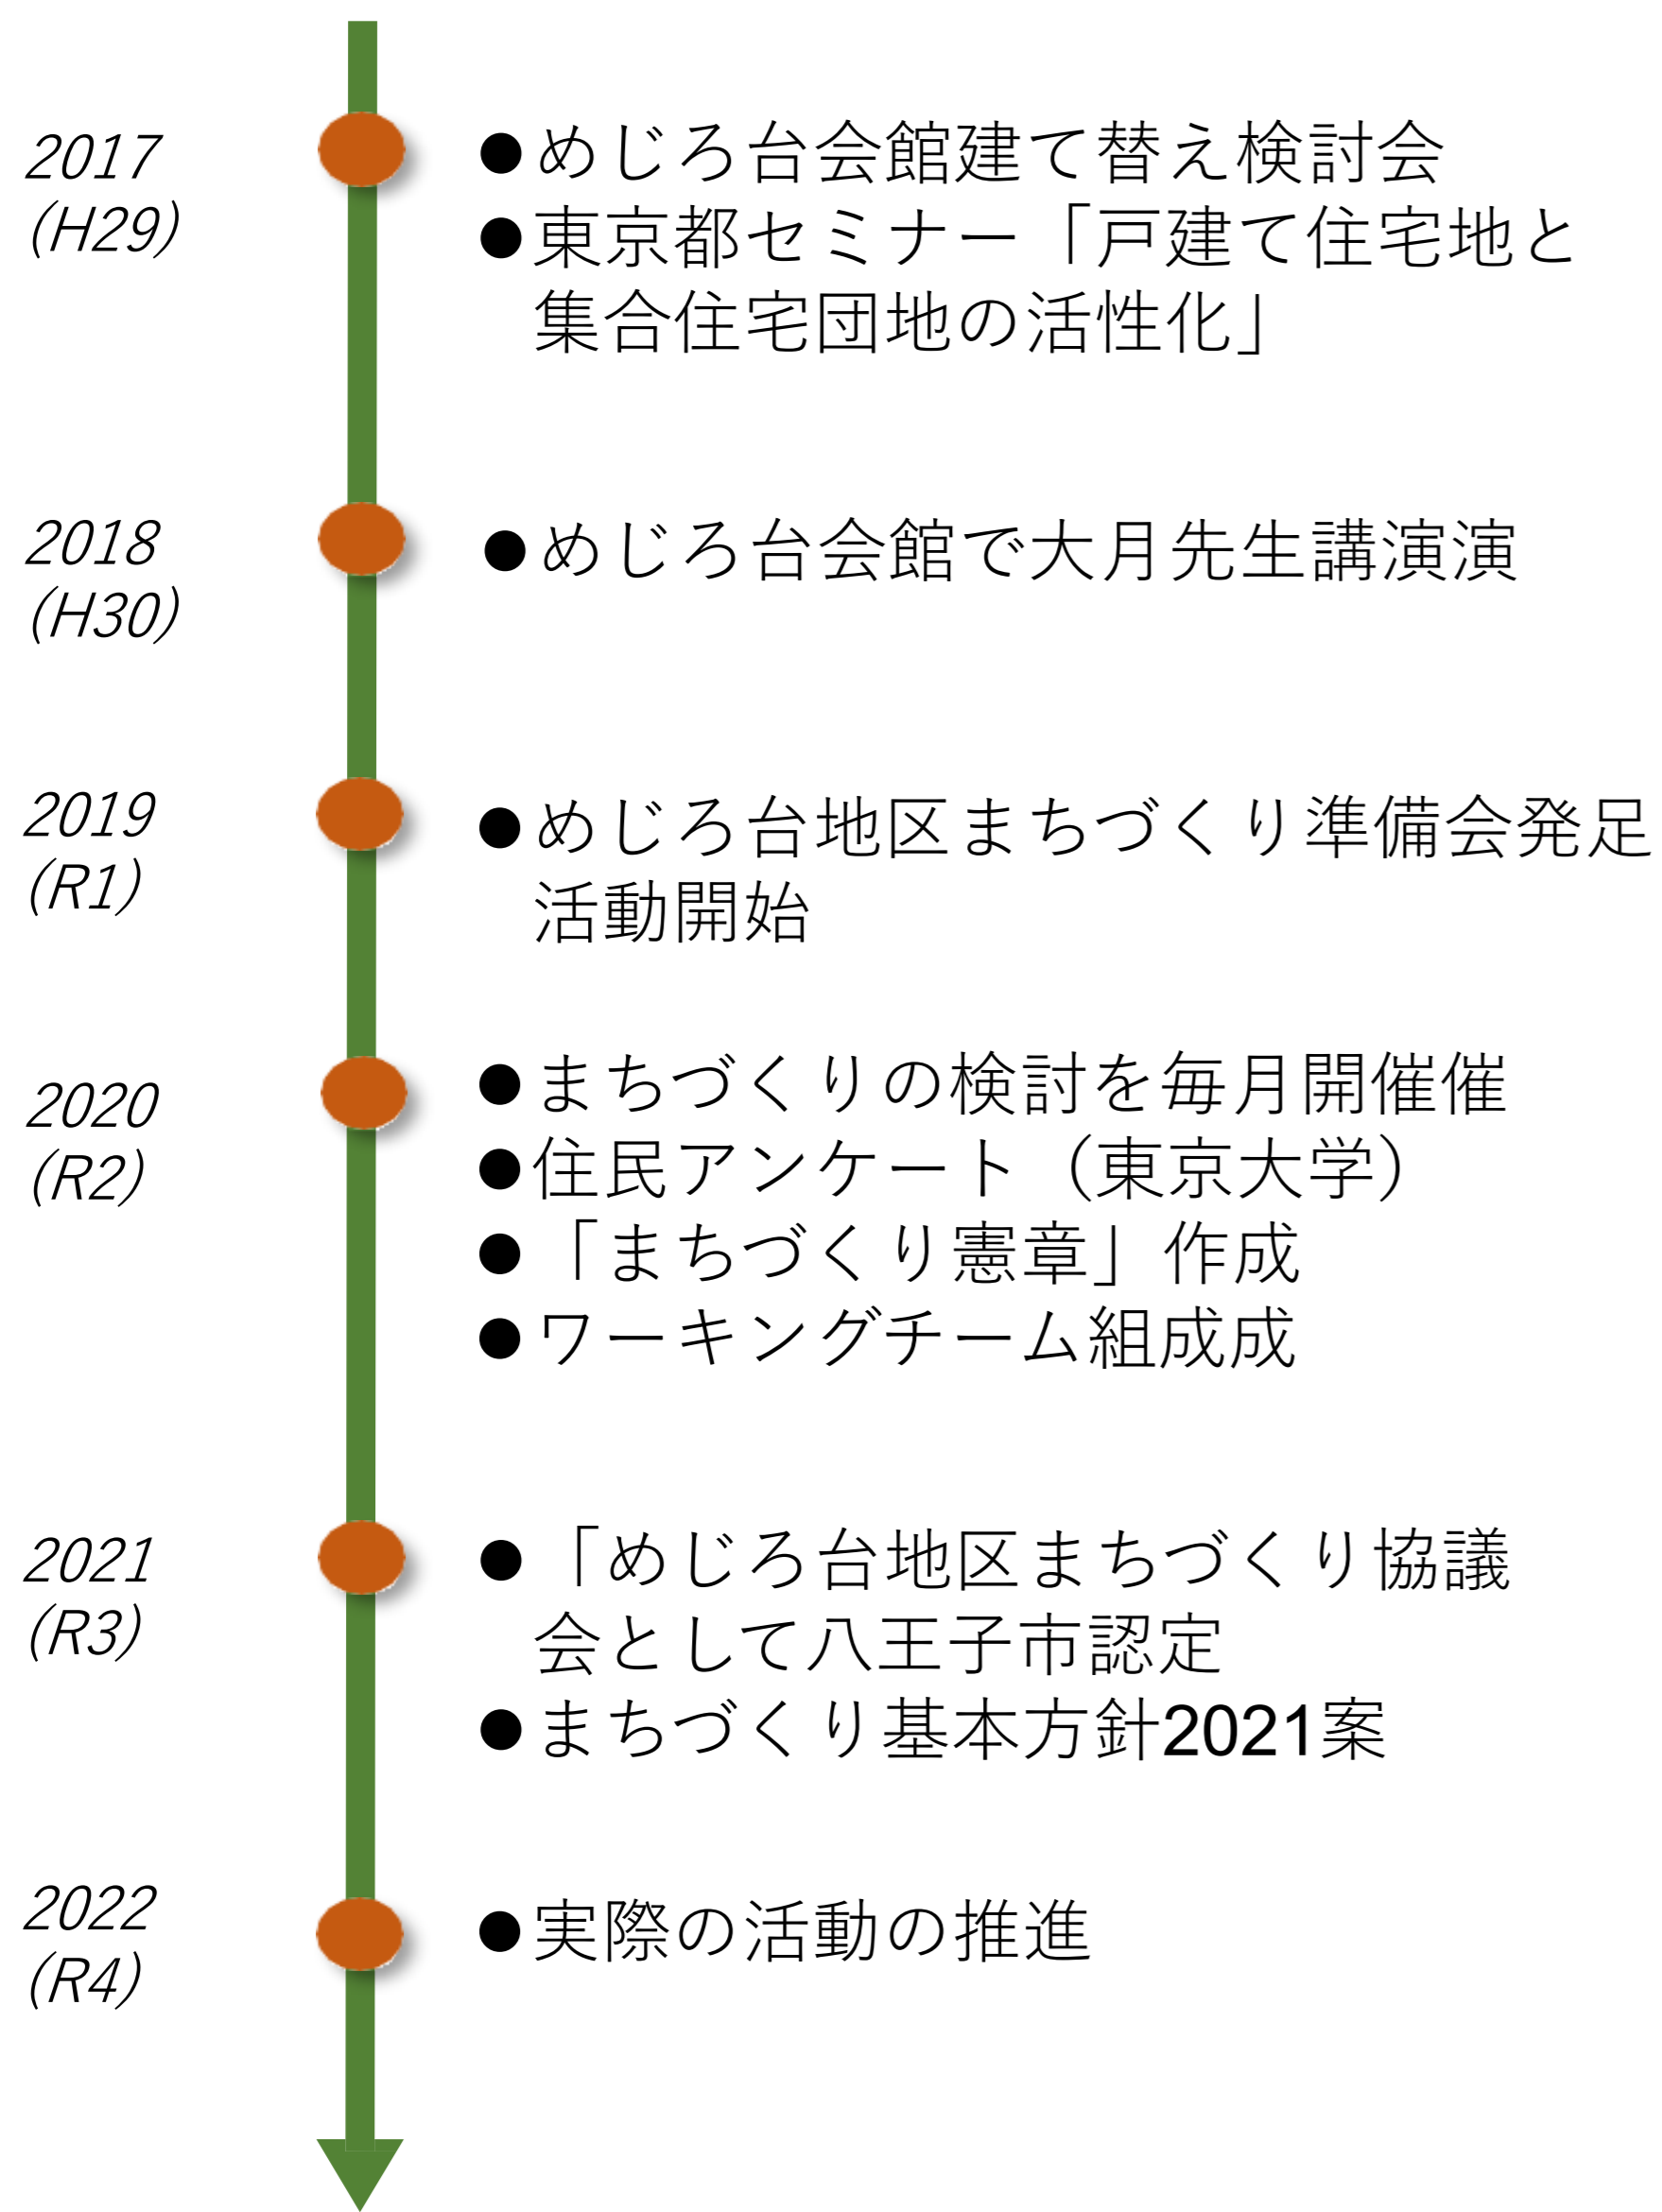 2017
(H29)
●めじろ台会館建て替え検討会
●東京都セミナー「戸建て住宅地と
集合住宅団地の活性化」
2018
(H30)
●めじろ台会館で大月先生講演演
2019
(R1)
●めじろ台地区まちづくり準備会発足
活動開始
2020
(R2)
●まちづくりの検討を毎月開催催
●住民アンケート（東京大学）
●「まちづくり憲章」作成
●ワーキングチーム組成成
2021
(R3)
●「めじろ台地区まちづくり協議
会として八王子市認定
●まちづくり基本方針2021案
2022
(R4)
●実際の活動の推進